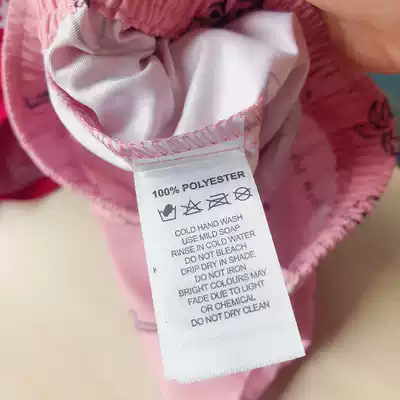 100% POLYESTER
COLD HAND WASH
USE MILD SOAP
RINSE IN COLD WATER
DO NOT BLEACH
DRIP DRY IN SHADE
DO NOT IRON
BRIGHT COLOURS MAY
FADE DUE TO LIGHT
OR CHEMICAL
DO NOT DRY CLEAN